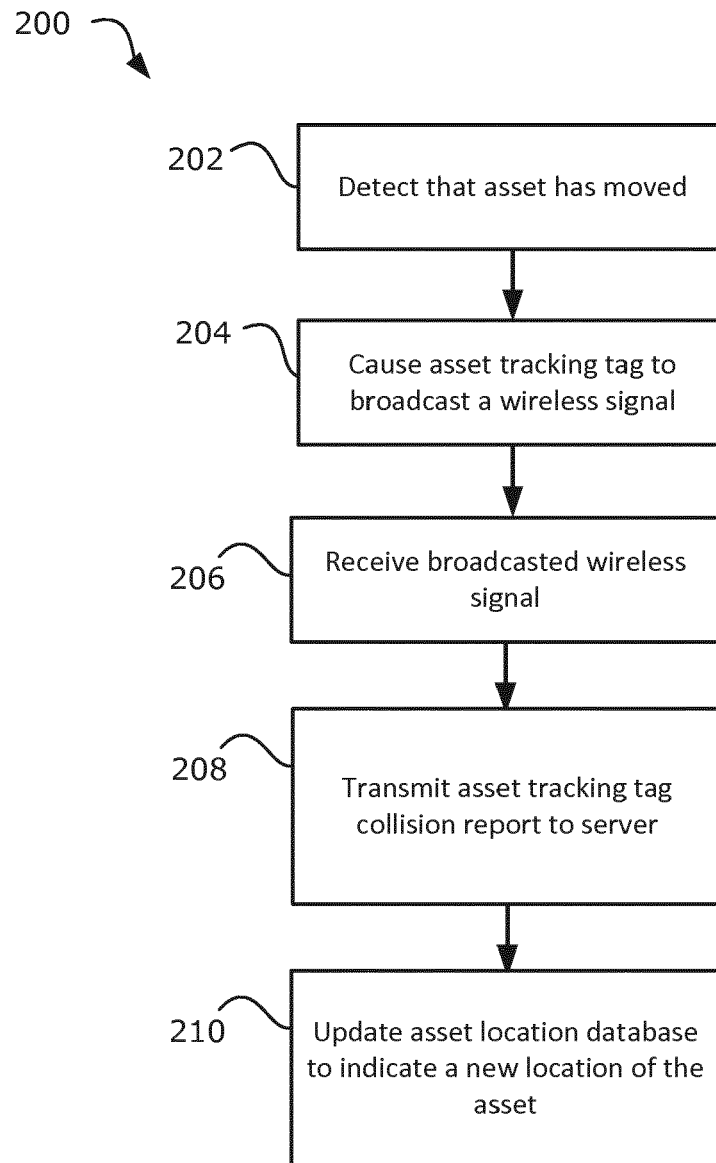 200
202
Detect that asset has moved
204
Cause asset tracking tag to
broadcast a wireless signal
206
Receive broadcasted wireless
signal
208
Transmit asset tracking tag
collision report to server
210
Update asset location database
to indicate a new location of the
asset